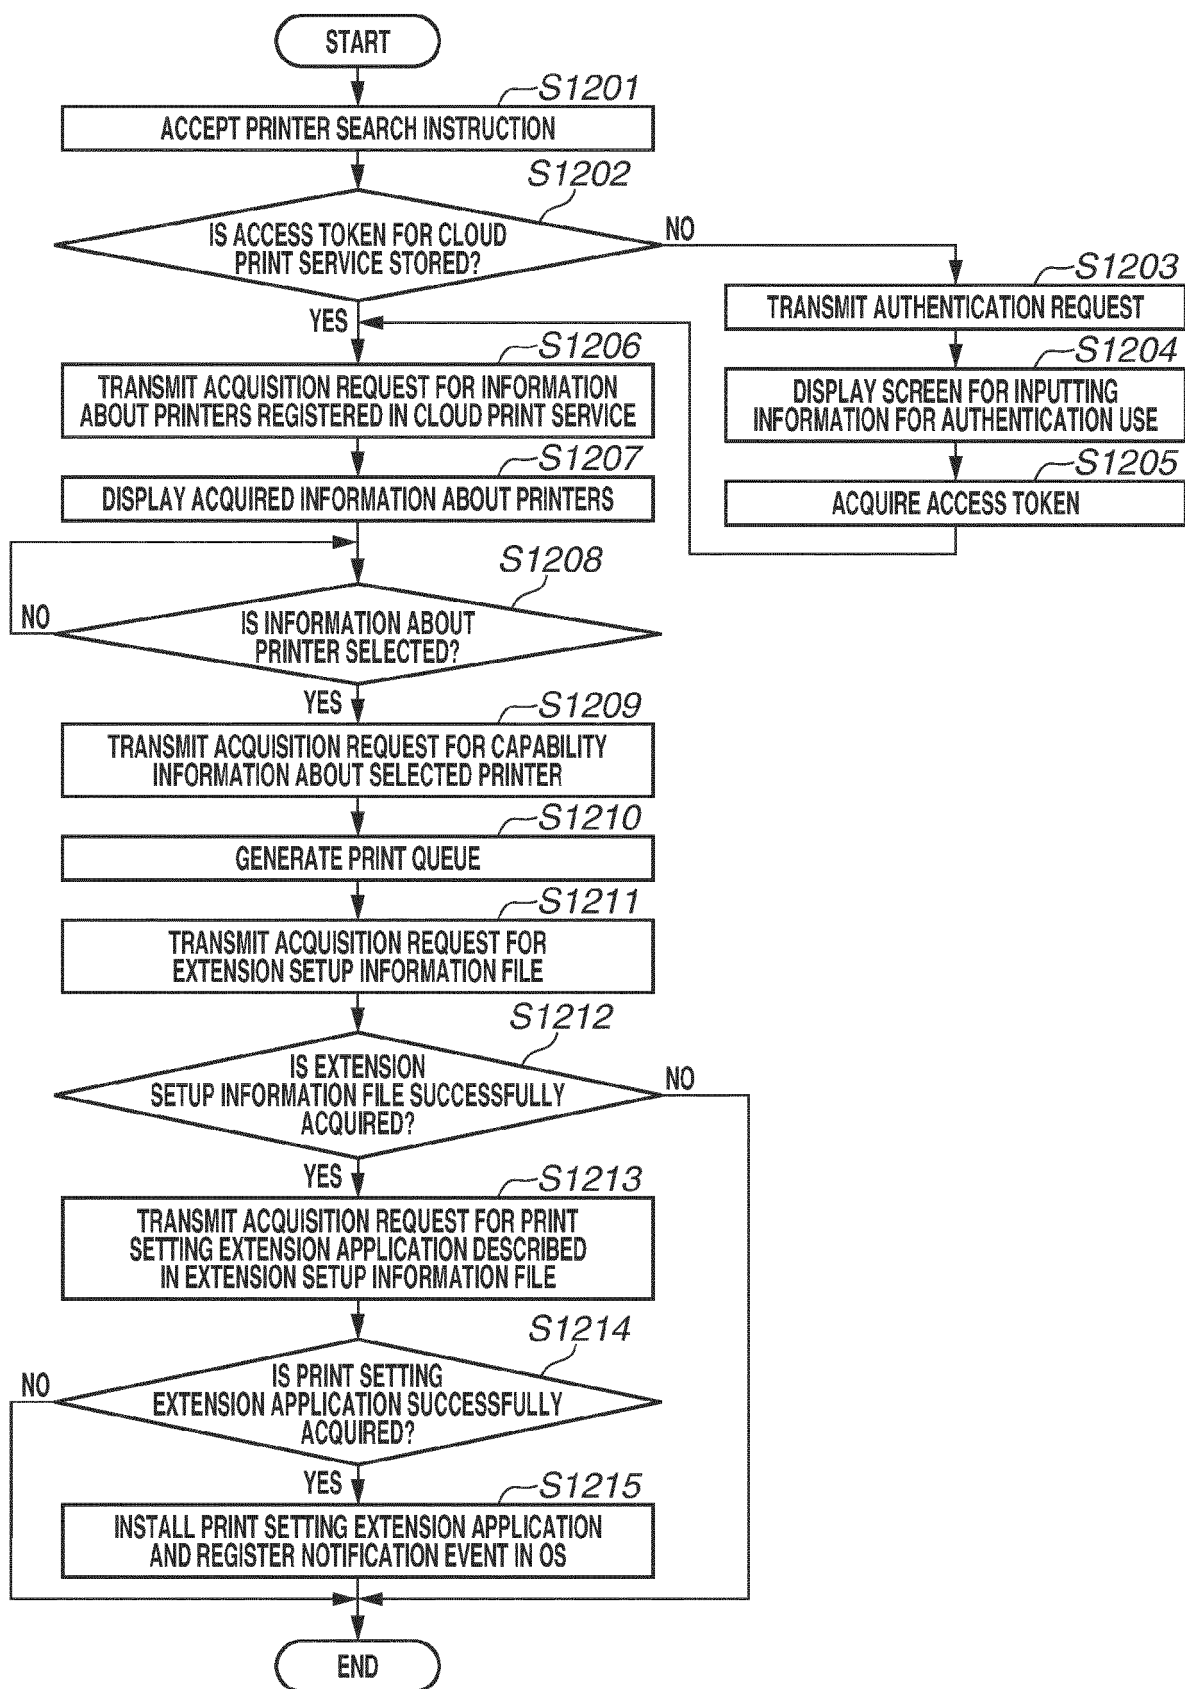 START
S1201
ACCEPT PRINTER SEARCH INSTRUCTION
S1202
IS ACCESS TOKEN FOR CLOUD
PRINT SERVICE STORED?
NO
YES
S1203
TRANSMIT AUTHENTICATION REQUEST
S1204
DISPLAY SCREEN FOR INPUTTING
INFORMATION FOR AUTHENTICATION USE
S1205
ACQUIRE ACCESS TOKEN
S1206
TRANSMIT ACQUISITION REQUEST FOR INFORMATION
ABOUT PRINTERS REGISTERED IN CLOUD PRINT SERVICE
S1207
DISPLAY ACQUIRED INFORMATION ABOUT PRINTERS
S1208
IS INFORMATION ABOUT
PRINTER SELECTED?
NO
YES
S1209
TRANSMIT ACQUISITION REQUEST FOR CAPABILITY
INFORMATION ABOUT SELECTED PRINTER
S1210
GENERATE PRINT QUEUE
S1211
TRANSMIT ACQUISITION REQUEST FOR
EXTENSION SETUP INFORMATION FILE
S1212
IS EXTENSION
SETUP INFORMATION FILE SUCCESSFULLY
ACQUIRED?
NO
YES
S1213
TRANSMIT ACQUISITION REQUEST FOR PRINT
SETTING EXTENSION APPLICATION DESCRIBED
IN EXTENSION SETUP INFORMATION FILE
S1214
IS PRINT SETTING
EXTENSION APPLICATION SUCCESSFULLY
ACQUIRED?
NO
YES
S1215
INSTALL PRINT SETTING EXTENSION APPLICATION
AND REGISTER NOTIFICATION EVENT IN OS
END